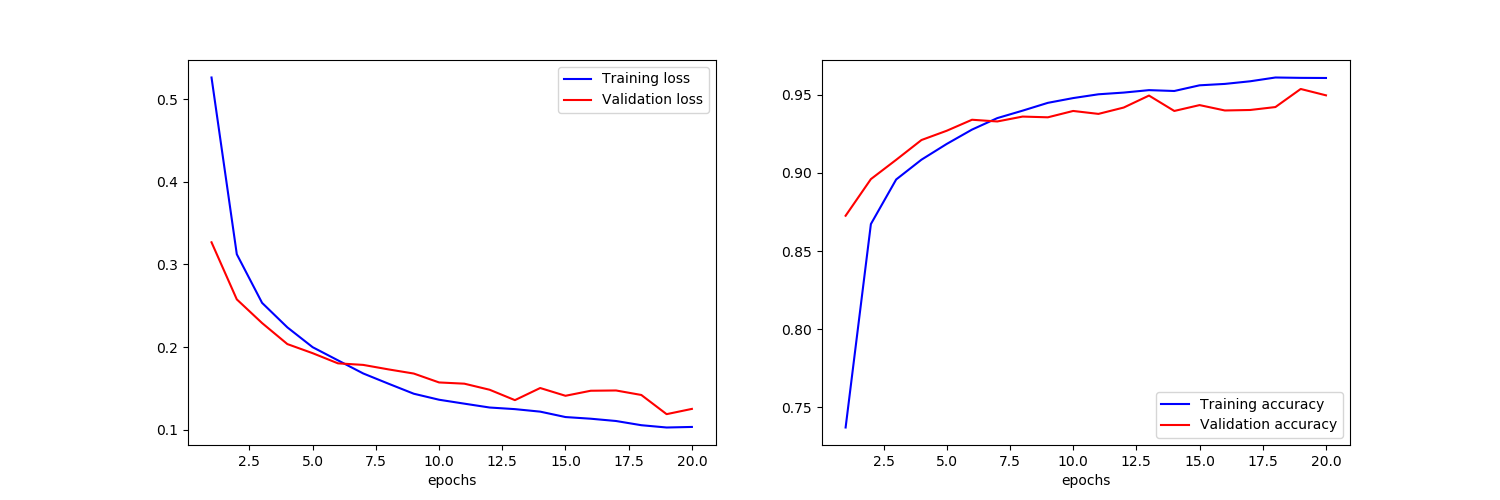 Training loss
Validation loss
0.5
0.4
0.3
0.2
0.1
2.5 5.0 7.5 10.0 12.5 15.0 17.5 20.0
epochs
0.95
0.90
0.85
0.80
0.75
Training accuracy
Validation accuracy
2.5 5.0 7.5 10.0 12.5 15.0 17.5 20.0
epochs